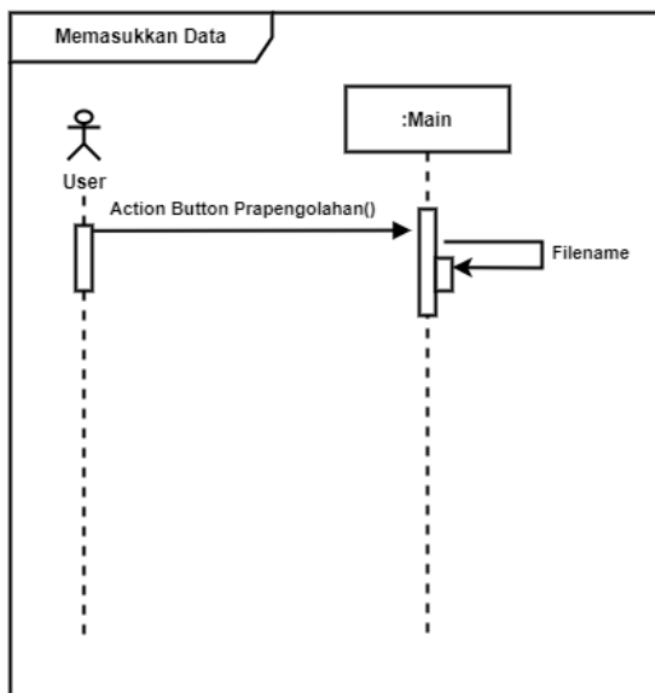 Memasukkan Data
:Main
User
Action Button Prapengolahan()
Filename